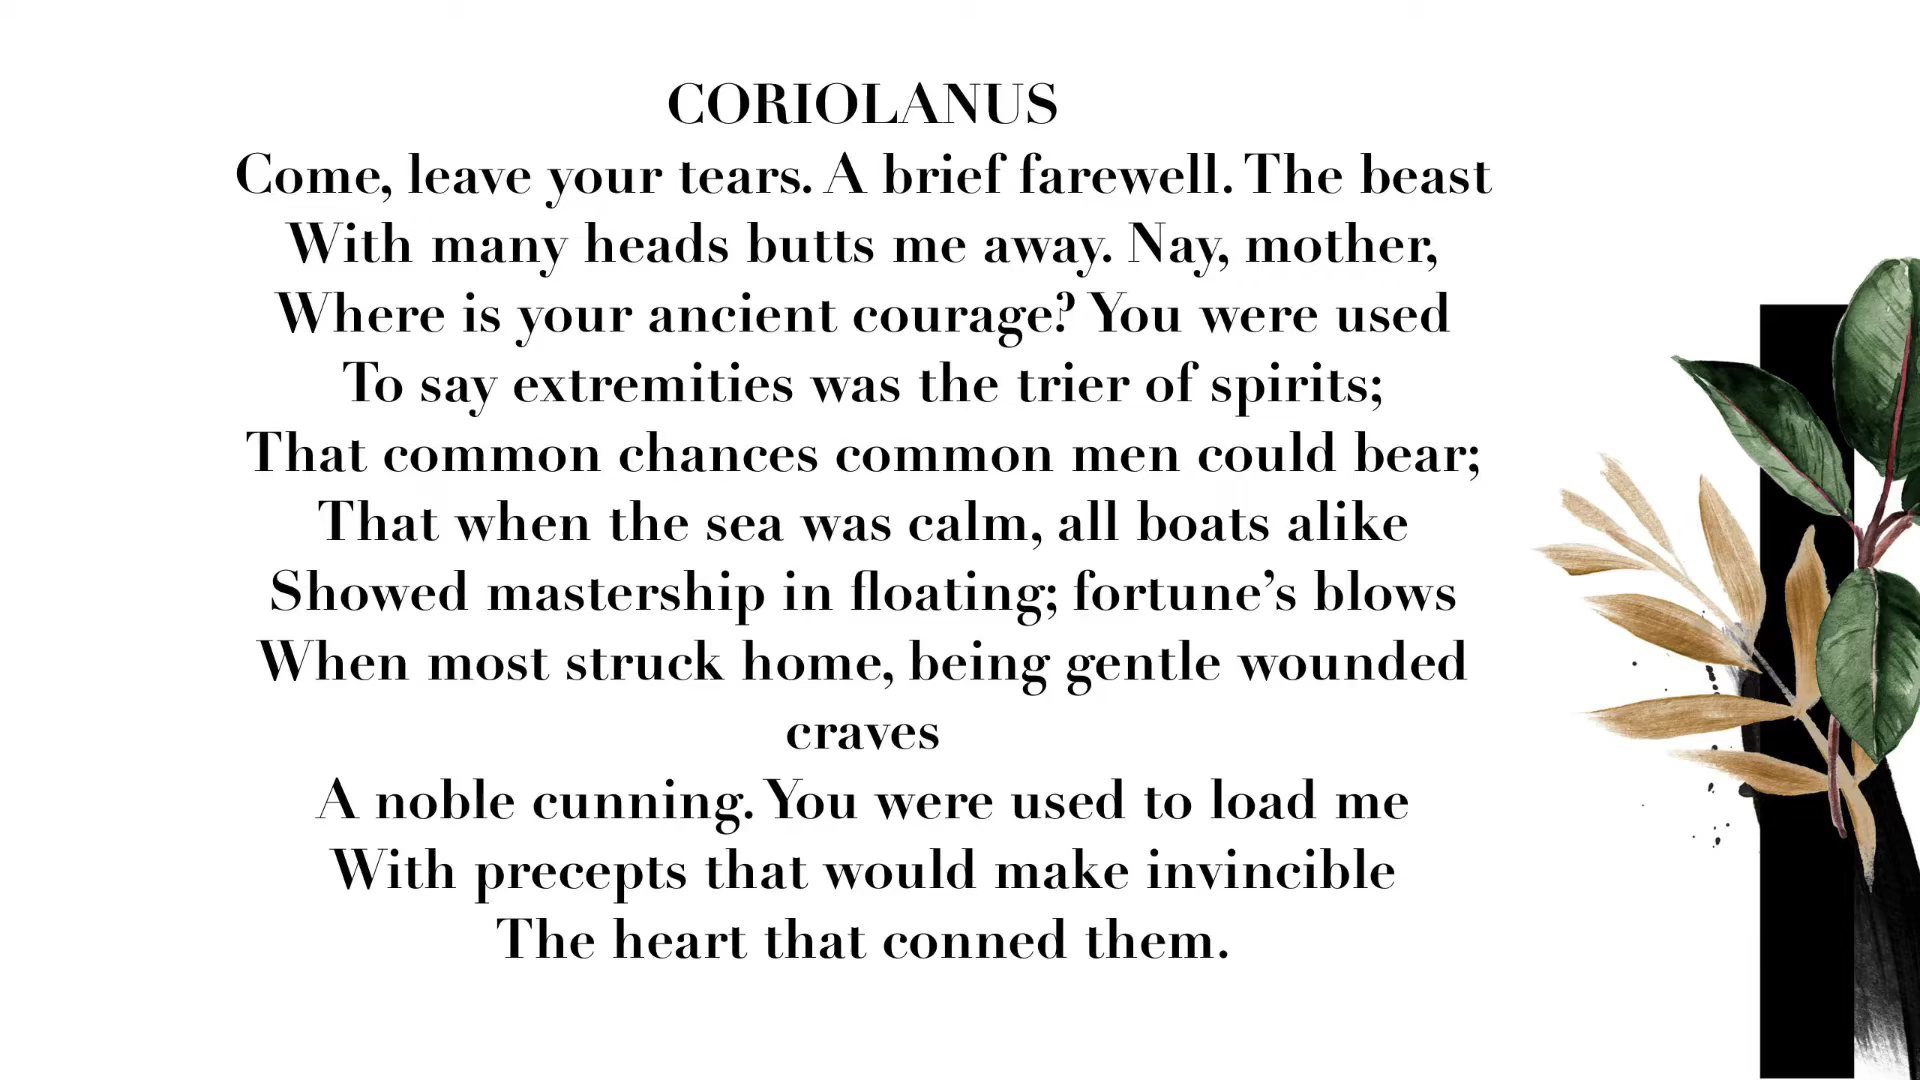 CORIOLANUS
Come, leave your tears. A brief farewell. The beast
With many heads butts me away. Nay, mother,
Where is your ancient courage? You were used
To say extremities was the trier of spirits;
That common chances common men could bear;
That when the sea was calm, all boats alike
Showed mastership in floating; fortune’s blows
When most struck home, being gentle wounded
craves
A noble cunning. You were used to load me
With precepts that would make invincible
The heart that conned them.